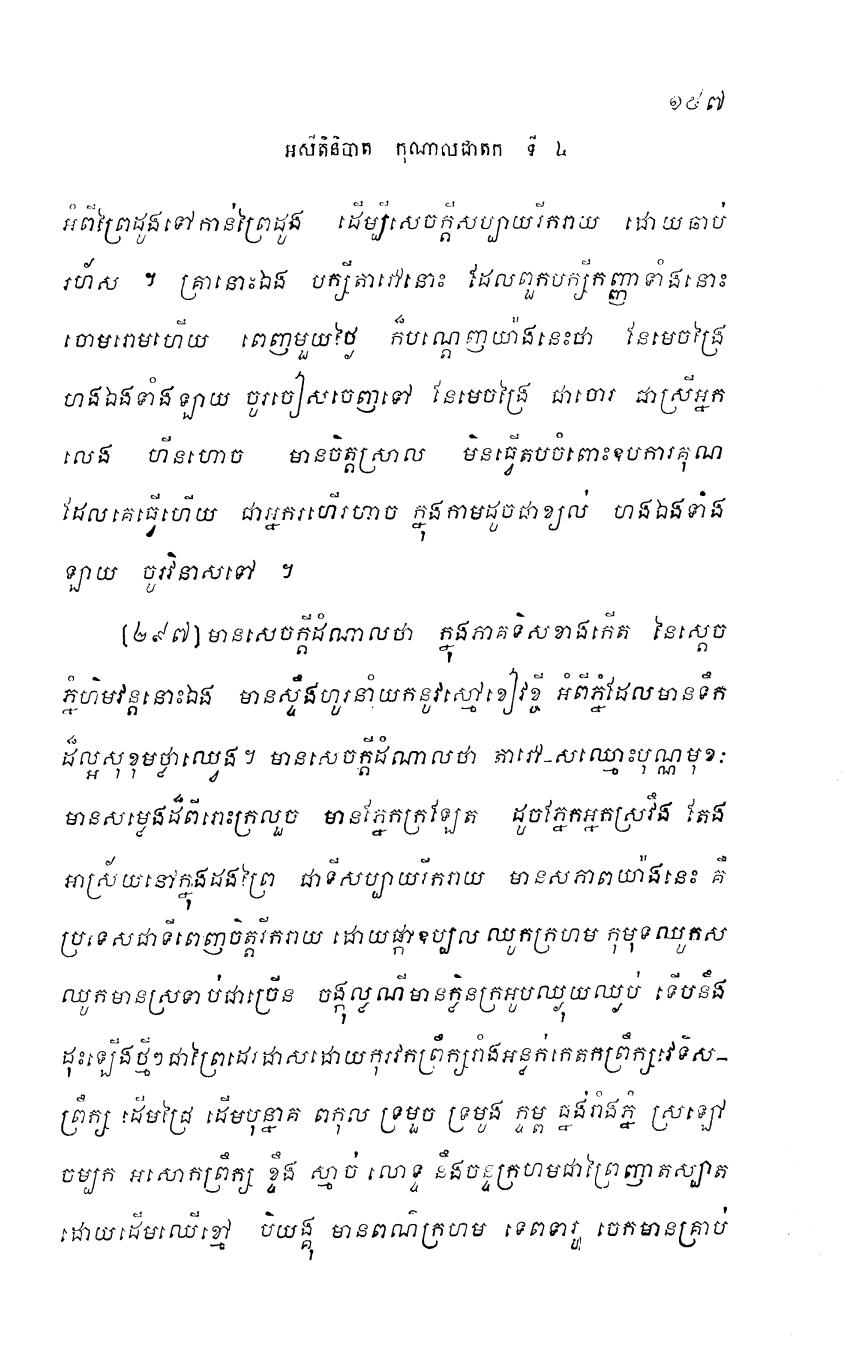 ១៩៧
អសីតិនិបាត កុណាលជាតក ទី ៤
អំពីព្រៃដូងទៅកាន់ព្រៃដូង ដើម្បីសេចក្តីសប្បាយរីករាយ ដោយឆាប់
រហ័ស ។ គ្រានោះឯង បក្សីតាវៅនោះ ដែលពួកបក្សីកញ្ញាទាំងនោះ
ចោមរោមហើយ ពេញមួយថ្ងៃ ក៏បណ្តេញយ៉ាងនេះថា នែមេចង្រៃ
ហងឯងទាំងឡាយ ចូរចៀសចេញទៅ នែមេចង្រៃ ជាចោរ ជាស្រីអ្នក
លេង ហីនហោច មានចិត្តស្រាល មិនធ្វើតបចំពោះឧបការគុណ
ដែលគេធ្វើហើយ ជាអ្នករហើរហាច ក្នុងកាមដូចជាខ្យល់ ហងឯងទាំង
ឡាយ ចូរវិនាសទៅ ។
(២៩៧) មានសេចក្តីដំណាលថា ក្នុងភាគទិសខាងកើត នៃស្តេច
ភ្នំហិមវន្តនោះឯង មានស្ទឹងហូរនាំយកនូវស្មៅខៀវខ្ចី អំពីភ្នំដែលមានទឹក
ដ៏ល្អសុខុមថ្លាឈ្វេង។ មានសេចក្តីដំណាលថា តាវៅ-សឈ្មោះបុណ្ណមុខៈ
មានសម្លេងដ៏ពីរោះក្រលួច មានភ្នែកក្រឡែត ដូចភ្នែកអ្នកស្រវឹង តែង
អាស្រ័យនៅក្នុងដងព្រៃ ជាទីសប្បាយរីករាយ មានសភាពយ៉ាងនេះ គឺ
ប្រទេសជាទីពេញចិត្តរីករាយ ដោយផ្កាឧប្បល ឈូកក្រហម កុមុទឈូកស
ឈូកមានស្រទាប់ជាច្រើន ចង្កុល្ងណីមានក្លិនក្រអូបឈ្ងុយឈ្ងប់ ទើបនឹង
ដុះឡើងថ្មីៗជាព្រៃដេរដាសដោយកុរវកព្រឹក្សរាំងអន្ទក់កេតកព្រឹក្សវេទិស-
ព្រឹក្ស ដើមជ្រៃ ដើមបុន្នាគ ពកុល ទ្រមួច ទ្រមូង ក្ទម្ព ធ្នង់រាំងភ្នំ ស្រឡៅ
ចម្បក អសោកព្រឹក្ស ខ្ទឹង ស្មាច់ លោទ្ទ នឹងចន្ទក្រហមជាព្រៃញាតស្បាត
ដោយដើមឈើខ្មៅ បិយង្គុ មានពណ៌ក្រហម ទេពទារួ ចេកមានគ្រាប់